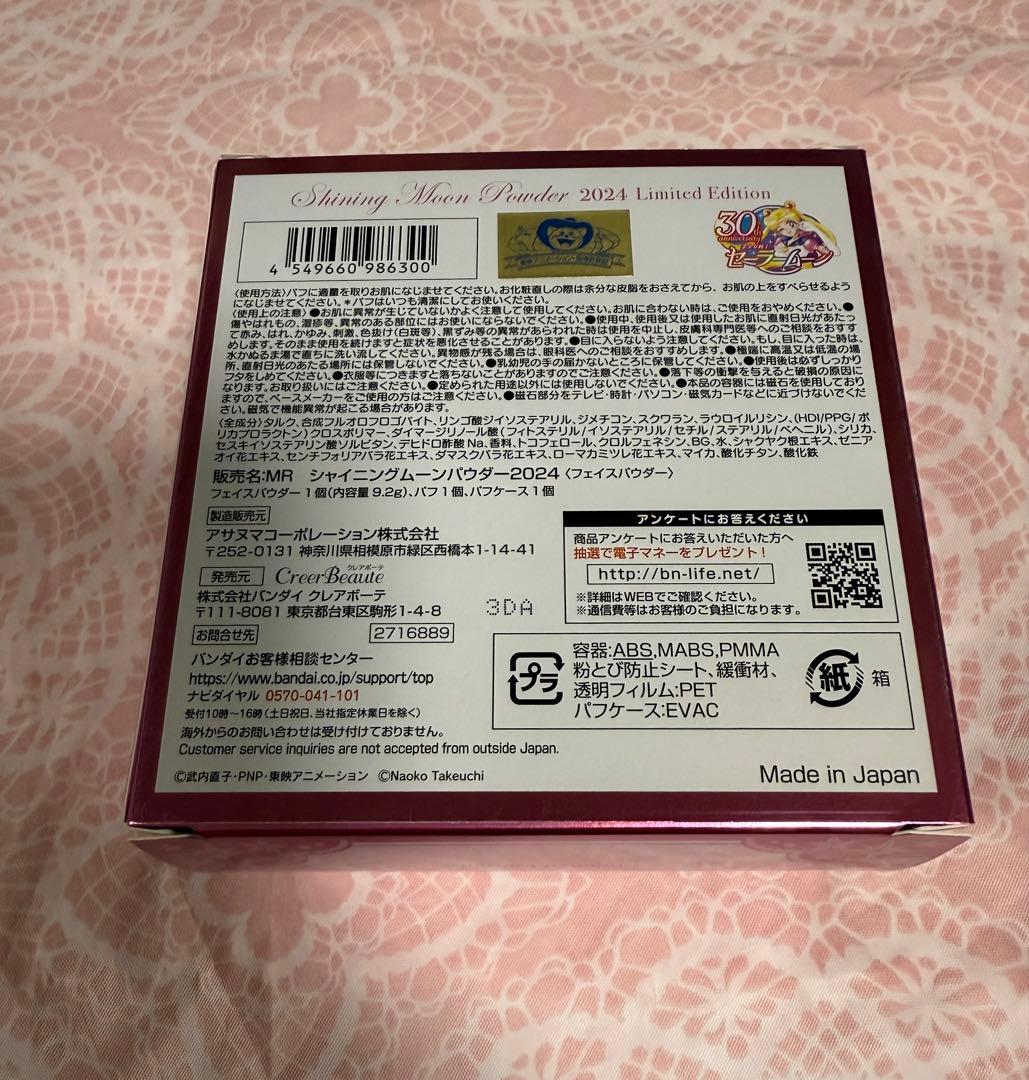 Shining Moon Powder 2024 Limited Edition
4 549660 986300
30th
anniversary
セーラームーン
〈使用方法〉パフに適量を取りお肌になじませてください。お化粧直しの際は余分な皮脂をおさえてから、お肌の上をすべらせるよう
になじませてください。＊パフはいつも清潔にしてお使いください。
〈使用上の注意〉●お肌に異常が生じていないかよく注意して使用してください。お肌に合わない時は、ご使用をおやめください。●
傷やはれもの、湿疹等、異常のある部位にはお使いにならないでください。●使用中、使用後又は使用したお肌に直射日光があたっ
て赤み、はれ、かゆみ、刺激、色抜け(白斑等)、黒ずみ等の異常があらわれた時は使用を中止し、皮膚科専門医等へのご相談をおすす
めします。そのまま使用を続けますと症状を悪化させることがあります。●目に入らないよう注意してください。もし、目に入った時は、
水かぬるま湯で直ちに洗い流してください。異物感が残る場合は、眼科医へのご相談をおすすめします。●極端に高温又は低温の場
所、直射日光のあたる場所には保管しないでください。●乳幼児の手の届かないところに保管してください。●使用後は必ずしっかり
フタをしめてください。●衣服等につきますと落ちないことがありますのでご注意ください。●落下等の衝撃を与えると破損の原因に
なります。お取り扱いにはご注意ください。●定められた用途以外には使用しないでください。●本品の容器には磁石を使用しており
ますので、ペースメーカーをご使用の方はご注意ください。●磁石部分をテレビ・時計・パソコン・磁気カードなどに近づけないでくださ
い。磁気で機能異常が起こる場合があります。
〈全成分〉タルク、合成フルオロフロゴパイト、リンゴ酸ジイソステアリル、ジメチコン、スクワラン、ラウロイルリシン、(HDI/PPG/ポ
リカプロラクトン)クロスポリマー、ダイマージリノール酸(フィトステリル/イソステアリル/セチル/ステアリル/ベヘニル)、シリカ、
セスキイソステアリン酸ソルビタン、デヒドロ酢酸Na、香料、トコフェロール、クロルフェネシン、BG、水、シャクヤク根エキス、ゼニア
オイ花エキス、センチフォリアバラ花エキス、ダマスクバラ花エキス、ローマカミツレ花エキス、マイカ、酸化チタン、酸化鉄
販売名:MR シャイニングムーンパウダー2024〈フェイスパウダー〉
フェイスパウダー 1個(内容量 9.2g)、パフ 1個、パフケース 1個
製造販売元
アサヌマコーポレーション株式会社
〒252-0131 神奈川県相模原市緑区西橋本1-14-41
発売元 CreerBeaute クレアボーテ
株式会社バンダイ クレアボーテ
〒111-8081 東京都台東区駒形1-4-8
3DA
お問合せ先 2716889
バンダイお客様相談センター
https://www.bandai.co.jp/support/top
ナビダイヤル 0570-041-101
受付10時～16時(土日祝日、当社指定休業日を除く)
海外からのお問い合わせは受け付けておりません。
Customer service inquiries are not accepted from outside Japan.
©武内直子・PNP・東映アニメーション ©Naoko Takeuchi
アンケートにお答えください
商品アンケートにお答えいただいた方へ
抽選で電子マネーをプレゼント!
http://bn-life.net/
※詳細はWEBでご確認ください。
※通信費等はお客様のご負担になります。
プラ
容器:ABS,MABS,PMMA
粉とび防止シート、緩衝材、
透明フィルム:PET
パフケース:EVAC
紙 箱
Made in Japan